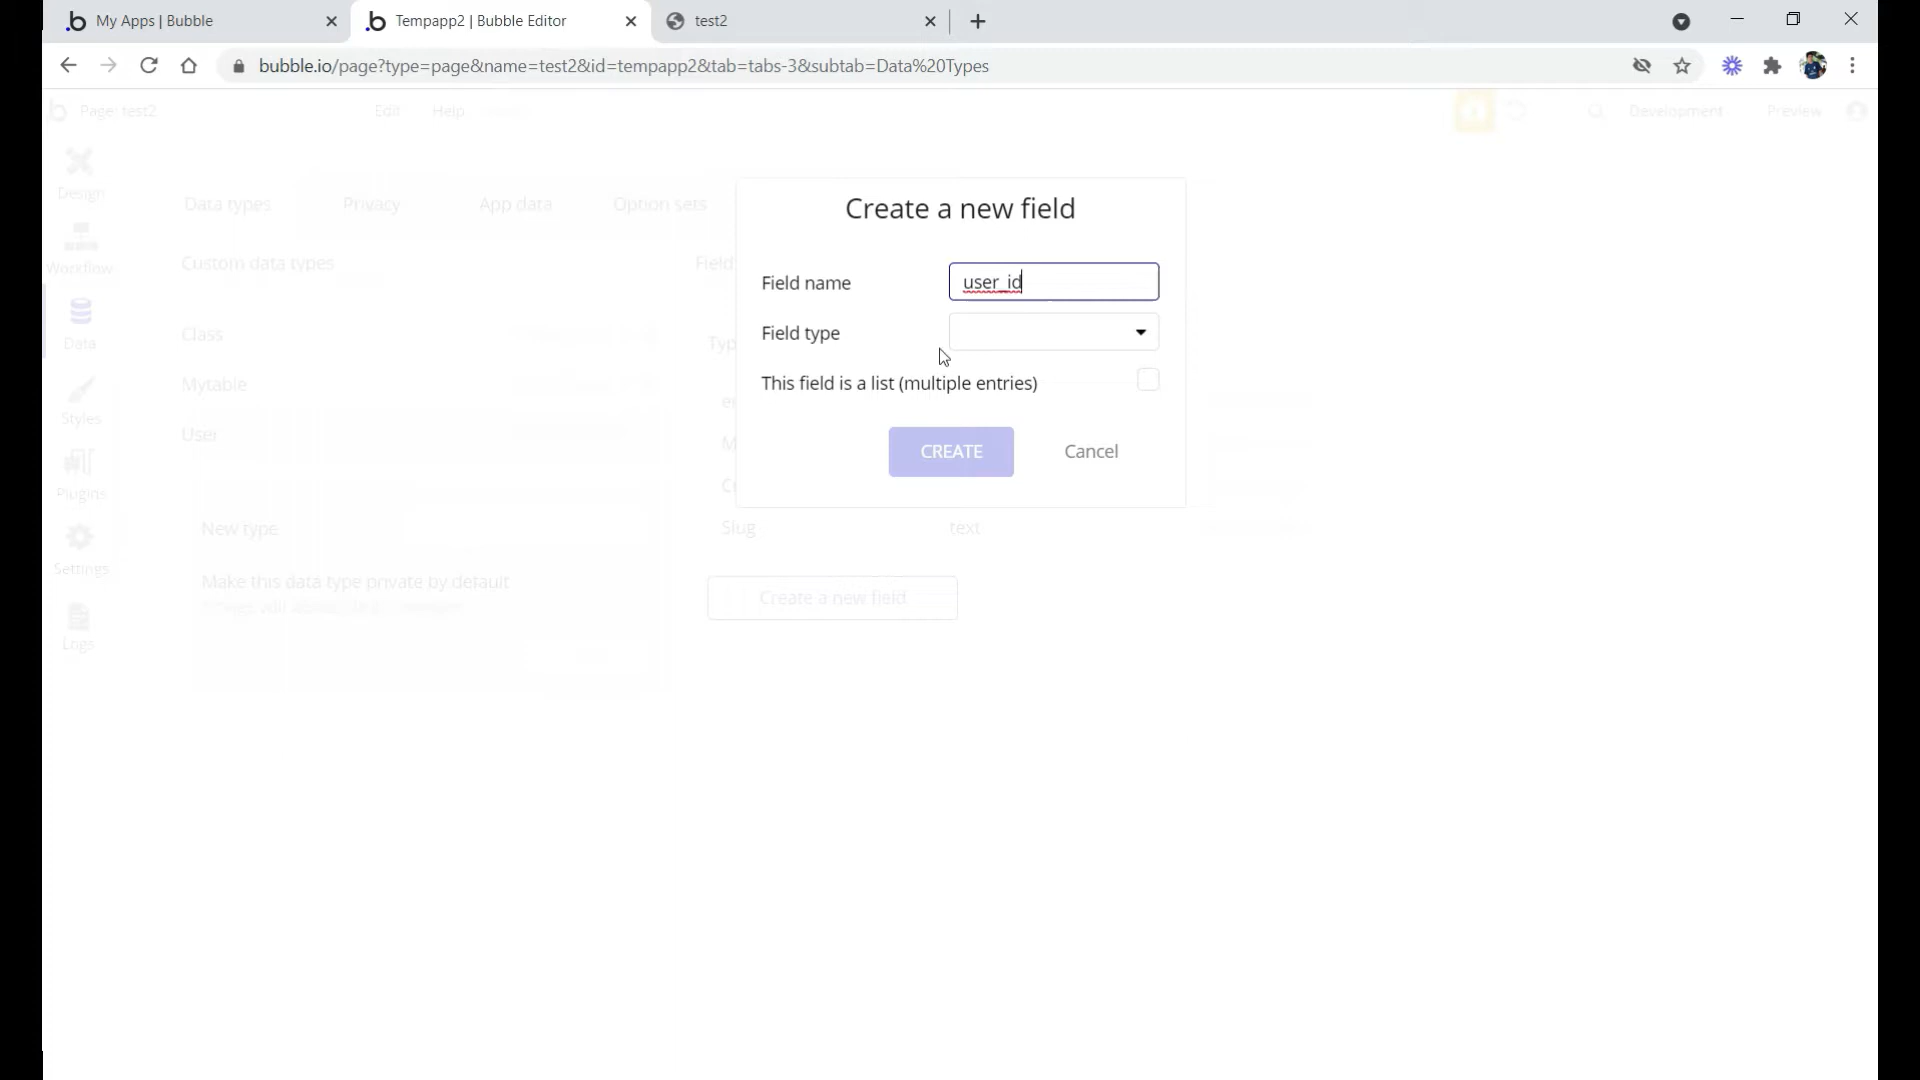 My Apps | Bubble
Tempapp2 | Bubble Editor
test2
bubble.io/page?type=page&name=test2&id=tempapp2&tab=tabs-3&subtab=Data%20Types
Page: test2
Edit
Help
Development
Preview
Design
Workflow
Data
Styles
Plugins
Settings
Logs
Data types
Privacy
App data
Option sets
Custom data types
Class
Mytable
User
New type
Make this data type private by default
Field
Typ
Slug
text
Create a new field
Create a new field
Field name
user_id
Field type
This field is a list (multiple entries)
CREATE
Cancel